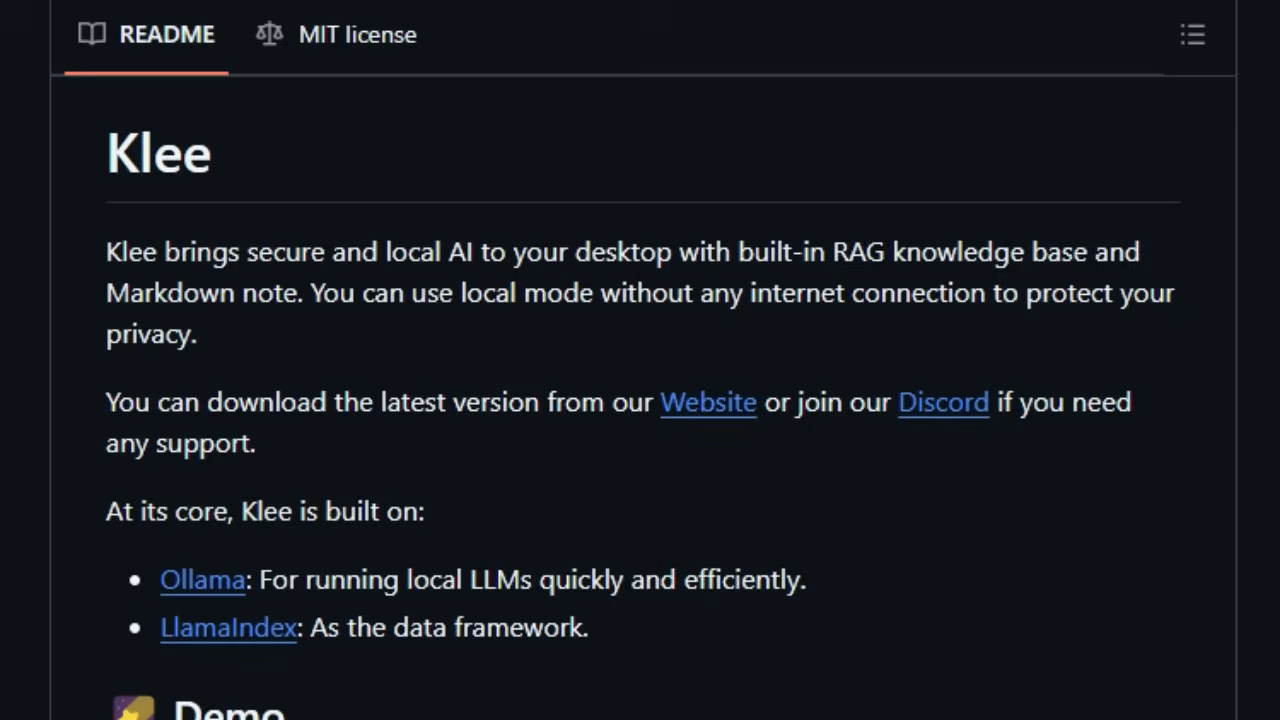 README
MIT license
Klee
Klee brings secure and local AI to your desktop with built-in RAG knowledge base and
Markdown note. You can use local mode without any internet connection to protect your
privacy.
You can download the latest version from our Website or join our Discord if you need
any support.
At its core, Klee is built on:
Ollama: For running local LLMs quickly and efficiently.
LlamaIndex: As the data framework.
Demo